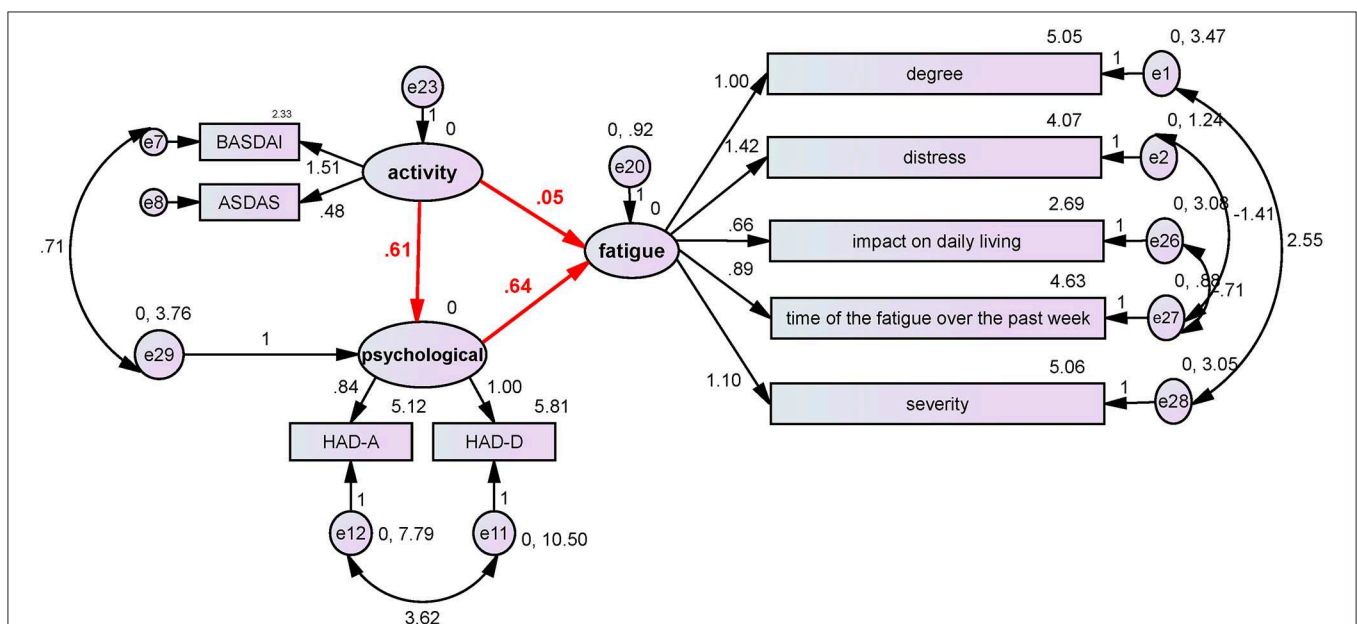 0, 3.47
5.05
degree
1
e1
1.00
e23
1
0
2.33
e7
BASDAI
1.51
activity
e8
ASDAS
.48
0, .92
e20
1
0
fatigue
.05
.61
.64
1.42
4.07
distress
1
0, 1.24
e2
.66
2.69
impact on daily living
1
0, 3.08
e26
-1.41
2.55
.89
4.63
time of the fatigue over the past week
1
0, .88
e27
-.71
1.10
5.06
severity
1
0, 3.05
e28
.71
0, 3.76
e29
1
0
psychological
.84
5.12
HAD-A
1.00
5.81
HAD-D
1
e12
0, 7.79
1
e11
0, 10.50
3.62